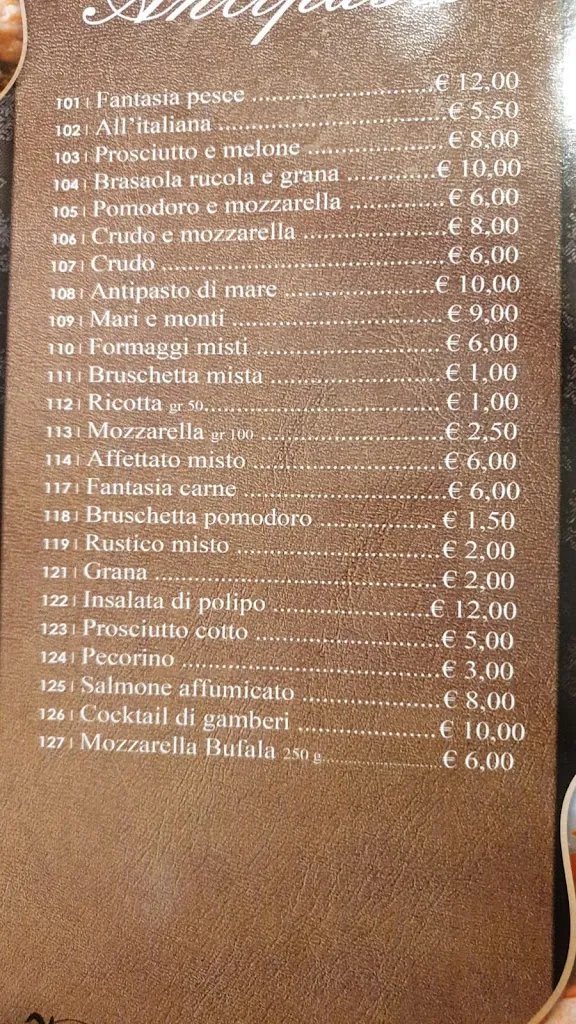 Antipasti
101 | Fantasia pesce ........................ € 12,00
102 | All'italiana ........................ € 5,50
103 | Prosciutto e melone ........................ € 8,00
104 | Brasaola rucola e grana ........................ € 10,00
105 | Pomodoro e mozzarella ........................ € 6,00
106 | Crudo e mozzarella ........................ € 8,00
107 | Crudo ........................ € 6,00
108 | Antipasto di mare ........................ € 10,00
109 | Mari e monti ........................ € 9,00
110 | Formaggi misti ........................ € 6,00
111 | Bruschetta mista ........................ € 1,00
112 | Ricotta gr 50 ........................ € 1,00
113 | Mozzarella gr 100 ........................ € 2,50
114 | Affettato misto ........................ € 6,00
117 | Fantasia carne ........................ € 6,00
118 | Bruschetta pomodoro ........................ € 1,50
119 | Rustico misto ........................ € 2,00
121 | Grana ........................ € 2,00
122 | Insalata di polipo ........................ € 12,00
123 | Prosciutto cotto ........................ € 5,00
124 | Pecorino ........................ € 3,00
125 | Salmone affumicato ........................ € 8,00
126 | Cocktail di gamberi ........................ € 10,00
127 | Mozzarella Bufala 250 g ........................ € 6,00